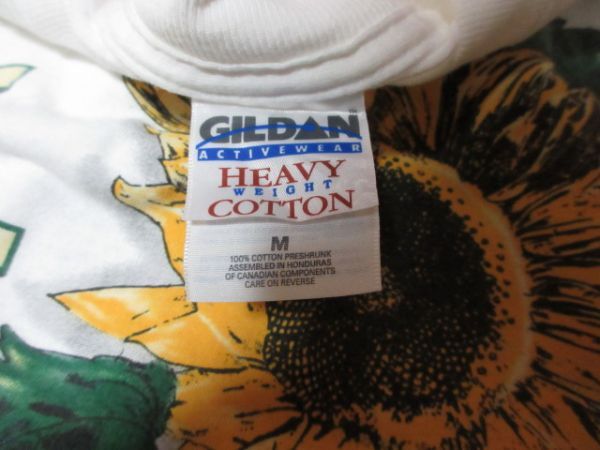 GILDAN
ACTIVEWEAR
HEAVY
WEIGHT
COTTON
M
100% COTTON PRESHRUNK
ASSEMBLED IN HONDURAS
OF CANADIAN COMPONENTS
CARE ON REVERSE